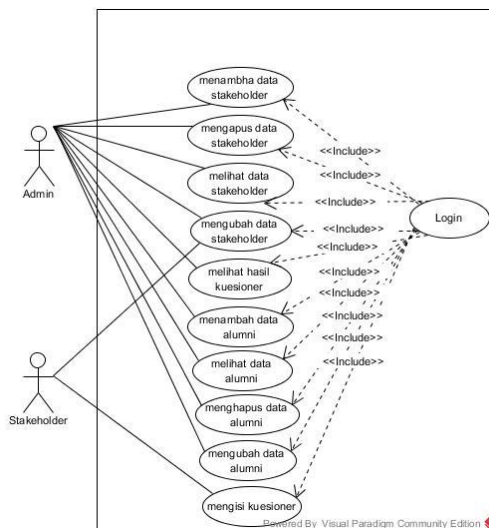 menambha data
stakeholder
mengapus data
stakeholder
<<Include>>
Admin
melihat data
stakeholder
<<Include>>
<<Include>>
Login
mengubah data
stakeholder
<<Include>>
<<Include>>
melihat hasil
kuesioner
<<Include>>
<<Include>>
menambah data
alumni
<<Include>>
<<Include>>
melihat data
alumni
<<Include>>
Stakeholder
menghapus data
alumni
mengubah data
alumni
mengisi kuesioner
Powered By Visual Paradigm Community Edition